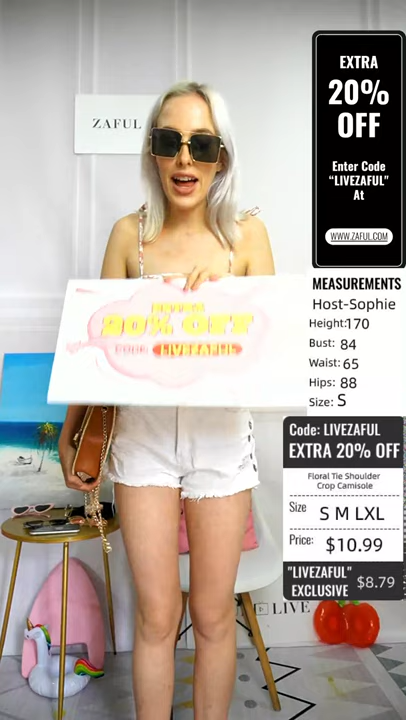 ZAFUL
EXTRA
20% OFF
CODE LIVEZAFUL
EXTRA
20%
OFF
Enter Code
"LIVEZAFUL"
At
WWW.ZAFUL.COM
MEASUREMENTS
Host-Sophie
Height:170
Bust: 84
Waist: 65
Hips: 88
Size: S
Code: LIVEZAFUL
EXTRA 20% OFF
Floral Tie Shoulder
Crop Camisole
Size S M LXL
Price: $10.99
"LIVEZAFUL"
EXCLUSIVE $8.79
LIVE